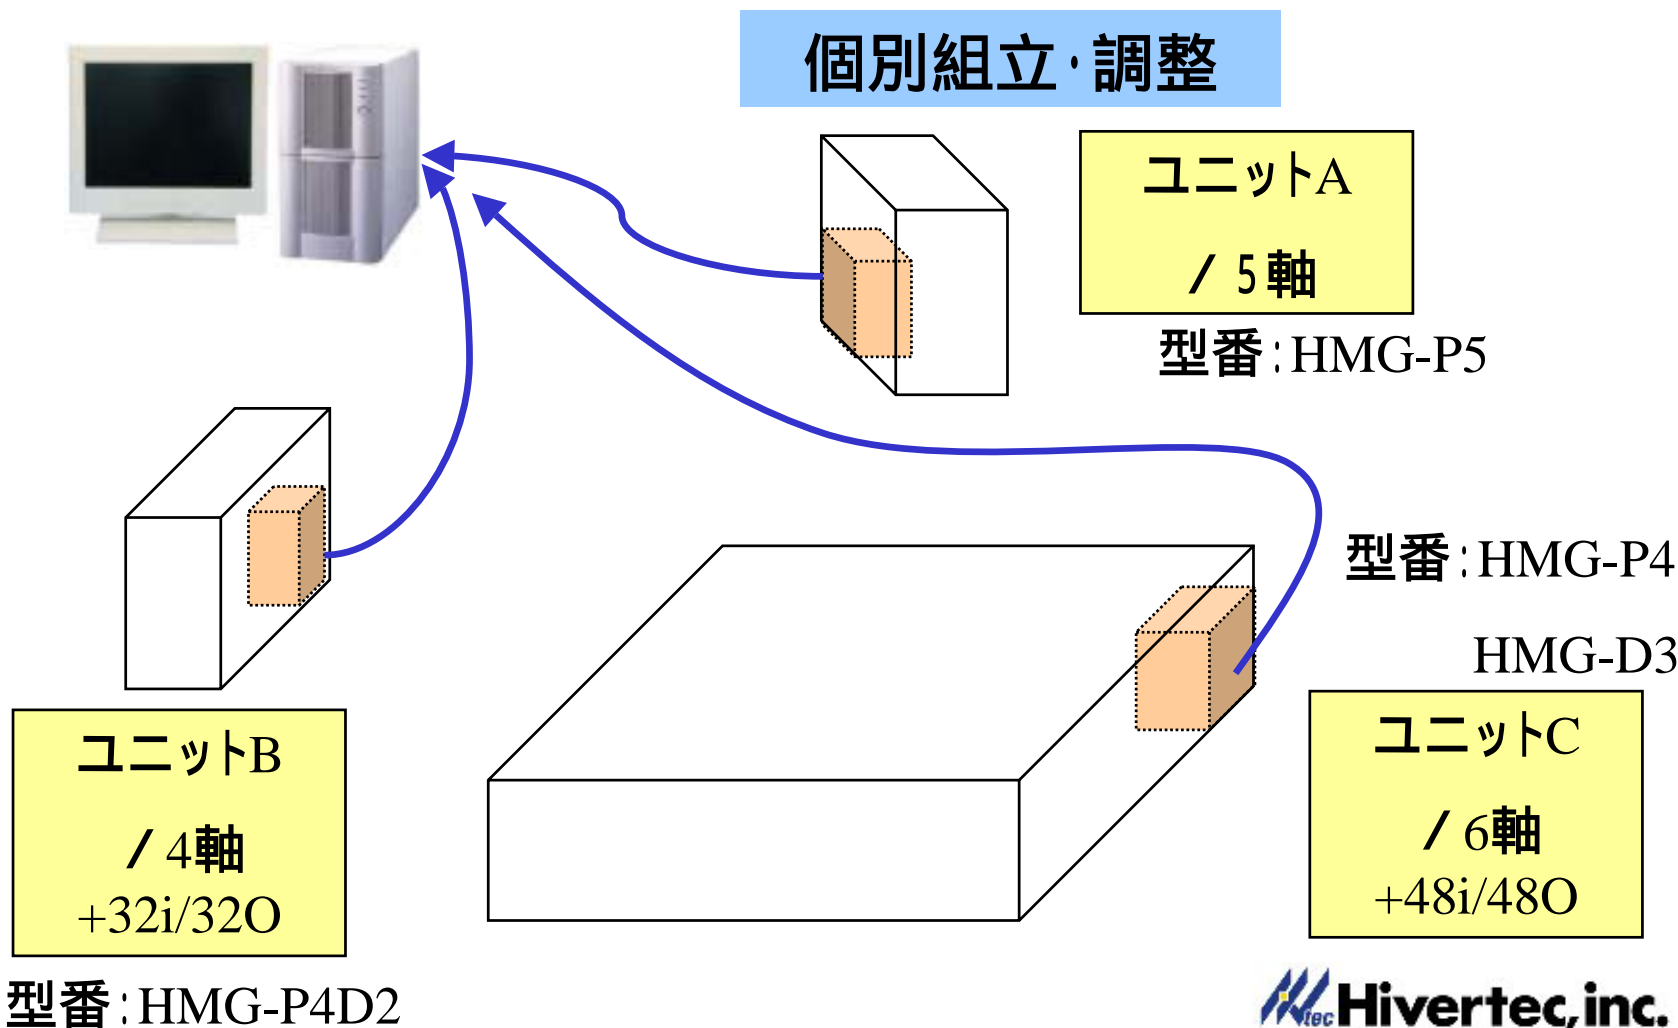 個別組立・調整
ユニットA
/ 5軸
型番:HMG-P5
型番:HMG-P4
HMG-D3
ユニットB
/ 4軸
+32i/32O
型番:HMG-P4D2
ユニットC
/ 6軸
+48i/48O
tec Hivertec,inc.